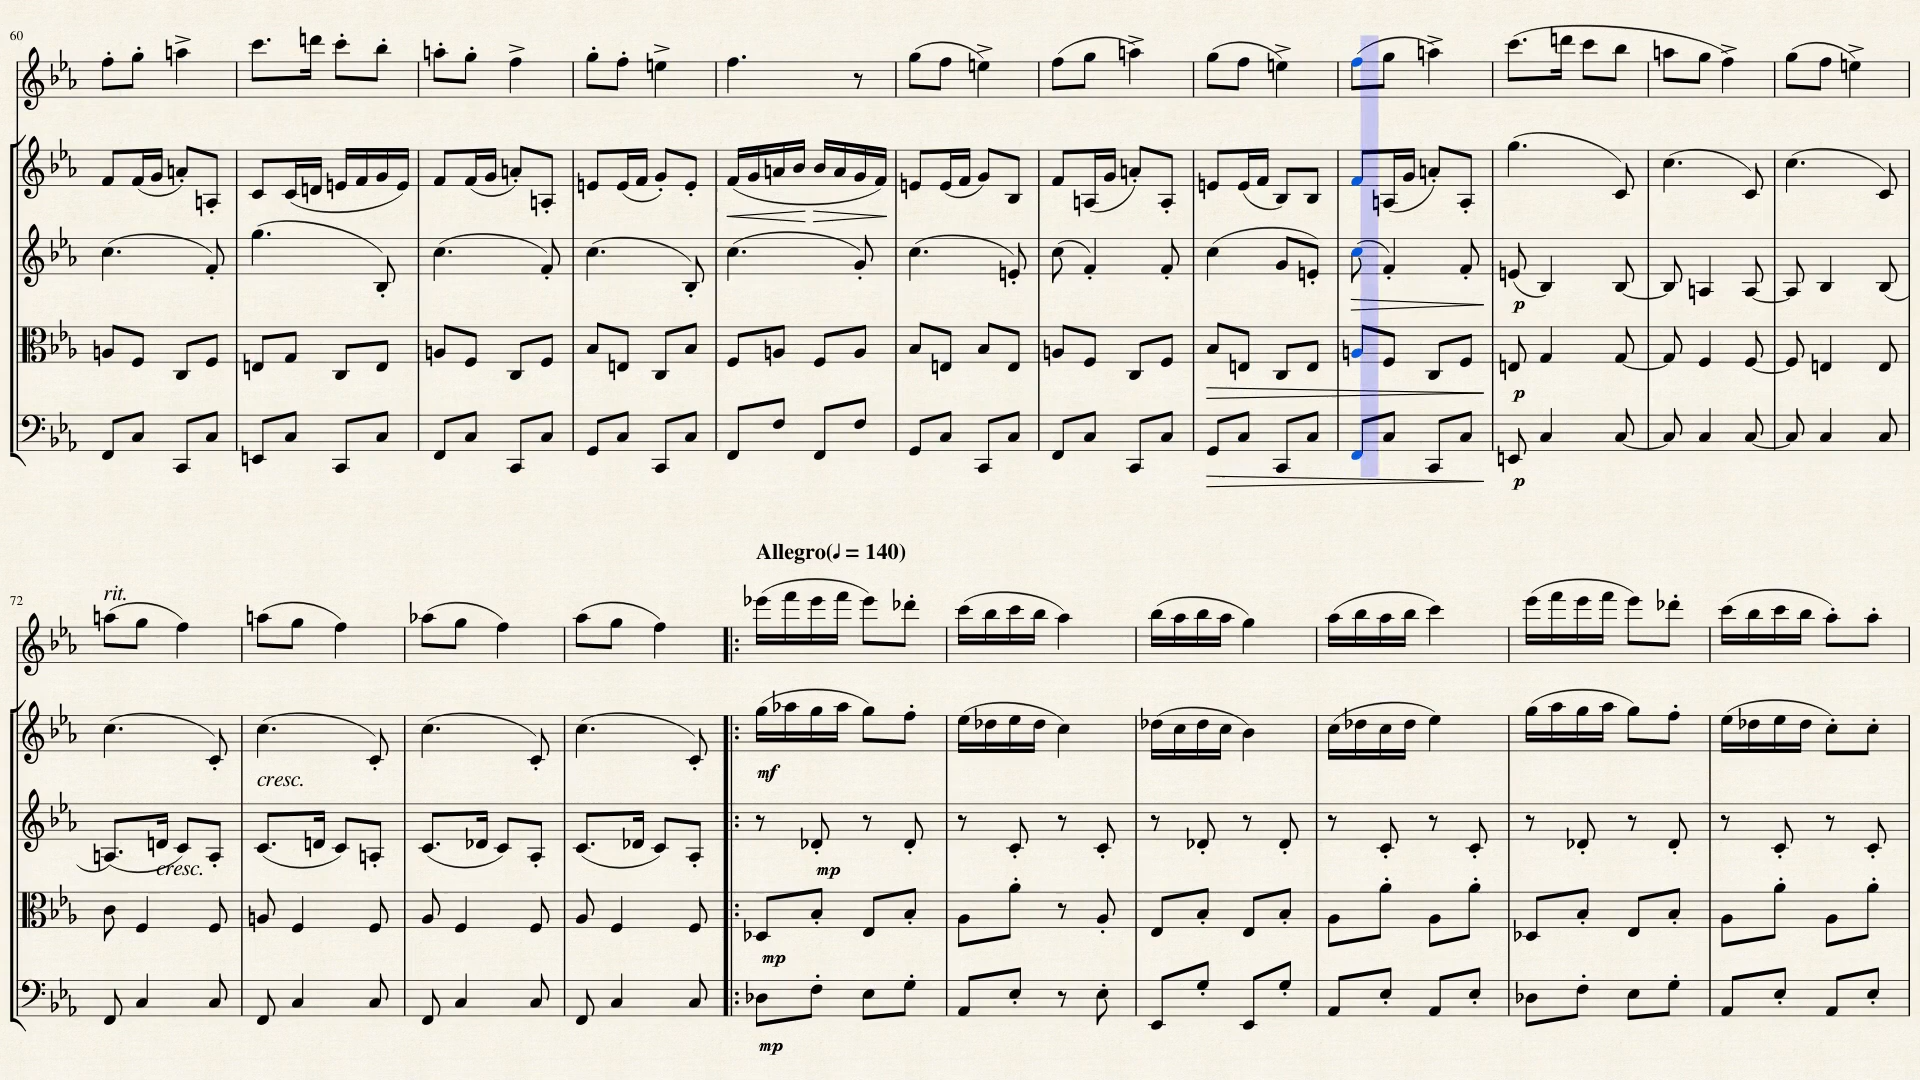 60
p
p
p
Allegro(♩ = 140)
72
rit.
mf
cresc.
cresc.
mp
mp
mp